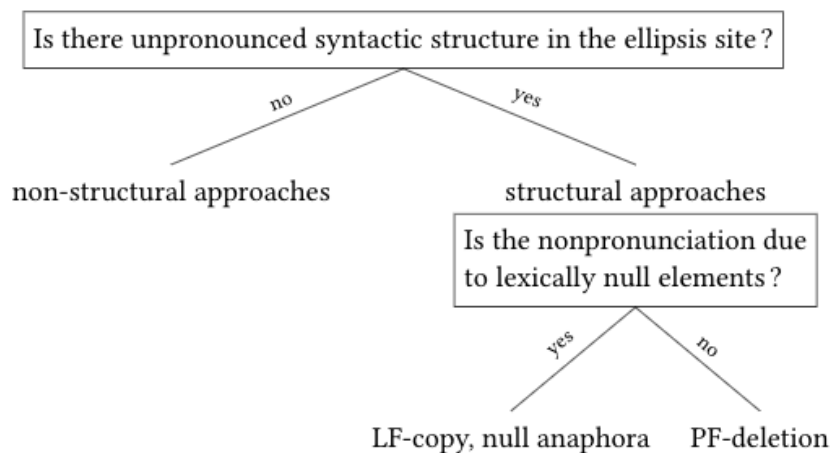 Is there unpronounced syntactic structure in the ellipsis site?
no
yes
non-structural approaches
structural approaches
Is the nonpronunciation due
to lexically null elements?
yes
no
LF-copy, null anaphora
PF-deletion